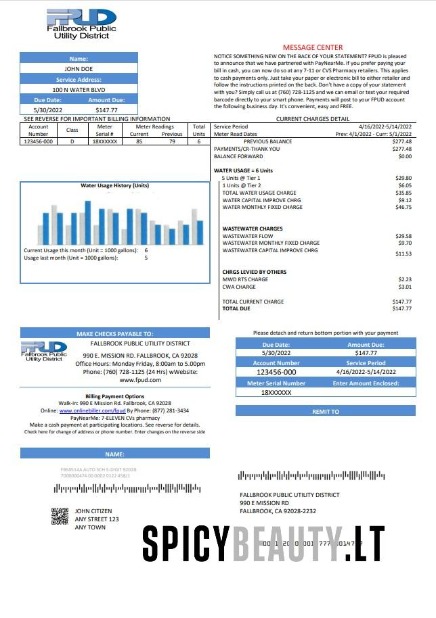 FPUD
Fallbrook Public
Utility District
Name:
JOHN DOE
Service Address:
100 N WATER BLVD
Due Date: Amount Due:
5/30/2022 $147.77
MESSAGE CENTER
NOTICE SOMETHING NEW ON THE BACK OF YOUR STATEMENT? FPUD is pleased
to announce that we have partnered with PayNearMe. If you prefer paying your
bill in cash, you can now do so at any 7-11 or CVS Pharmacy retailers. This applies
to cash payments only. Just take your paper or electronic bill to either retailer and
follow the instructions printed on the back. Don't have a copy of your statement
with you? Simply call us at (760) 728-1125 and we can email or text your required
barcode directly to your smart phone. Payments will post to your FPUD account
the following business day. It's convenient, easy and FREE.
SEE REVERSE FOR IMPORTANT BILLING INFORMATION
Account Number Class Meter Serial # Meter Readings Total Units
Current Previous
123456-000 D 18XXXXXX 85 79 6
CURRENT CHARGES DETAIL
Service Period 4/16/2022-5/14/2022
Meter Read Dates Prev: 4/1/2022 - Curr: 5/1/2022
PREVIOUS BALANCE $277.48
PAYMENTS/CR-THANK YOU $277.48
BALANCE FORWARD $0.00
WATER USAGE = 6 Units
5 Units @ Tier 1 $29.80
1 Units @ Tier 2 $6.05
TOTAL WATER USAGE CHARGE $35.85
WATER CAPITAL IMPROVE CHRG $9.12
WATER MONTHLY FIXED CHARGE $46.75
WASTEWATER CHARGES
WASTEWATER FLOW $29.58
WASTEWATER MONTHLY FIXED CHARGE $9.70
WASTEWATER CAPITAL IMPROVE CHG $11.53
CHRGS LEVIED BY OTHERS
MWD RTS CHARGE $2.23
CWA CHARGE $3.01
TOTAL CURRENT CHARGE $147.77
TOTAL DUE $147.77
Water Usage History (Units)
Current Usage this month (Unit = 1000 gallons): 6
Usage last month (Unit = 1000 gallons): 5
MAKE CHECKS PAYABLE TO:
FPUD
Fallbrook Public
Utility District
FALLBROOK PUBLIC UTILITY DISTRICT
990 E. MISSION RD. FALLBROOK, CA 92028
Office Hours: Monday Friday, 8:00am to 5:00pm
Phone: (760) 728-1125 (24 Hrs) wWebsite:
www.fpud.com
Billing Payment Options
Walk-in: 990 E Mission Rd. Fallbrook, CA 92028
Online: www.onlinebiller.com/fpud By Phone: (877) 281-3434
PayNearMe: 7-ELEVEN CVs pharmacy
Make a cash payment at participating locations. See reverse for details.
Check here for change of address or phone number. Enter changes on the reverse side
Please detach and return bottom portion with your payment
Due Date: Amount Due:
5/30/2022 $147.77
Account Number Service Period
123456-000 4/16/2022-5/14/2022
Meter Serial Number Enter Amount Enclosed:
18XXXXXX
REMIT TO
NAME:
JOHN CITIZEN
ANY STREET 123
ANY TOWN
FALLBROOK PUBLIC UTILITY DISTRICT
990 E MISSION RD
FALLBROOK, CA 92028-2232
SPICYBEAUTY.LT